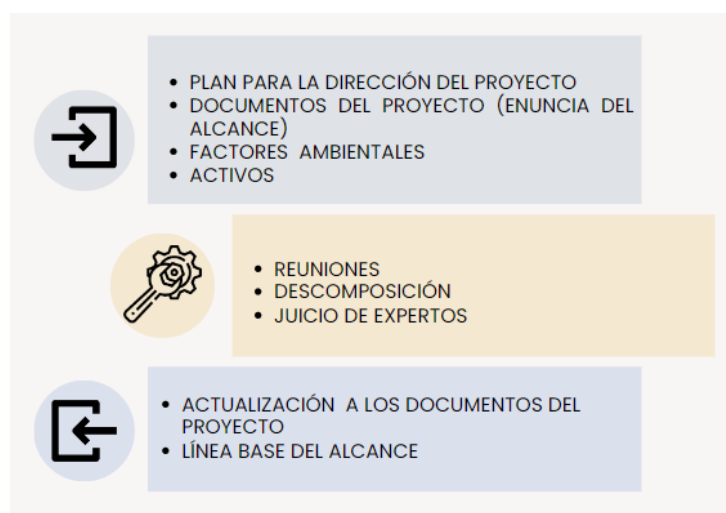 • PLAN PARA LA DIRECCIÓN DEL PROYECTO
• DOCUMENTOS DEL PROYECTO (ENUNCIA DEL
ALCANCE)
• FACTORES AMBIENTALES
• ACTIVOS
• REUNIONES
• DESCOMPOSICIÓN
• JUICIO DE EXPERTOS
• ACTUALIZACIÓN A LOS DOCUMENTOS DEL
PROYECTO
• LÍNEA BASE DEL ALCANCE